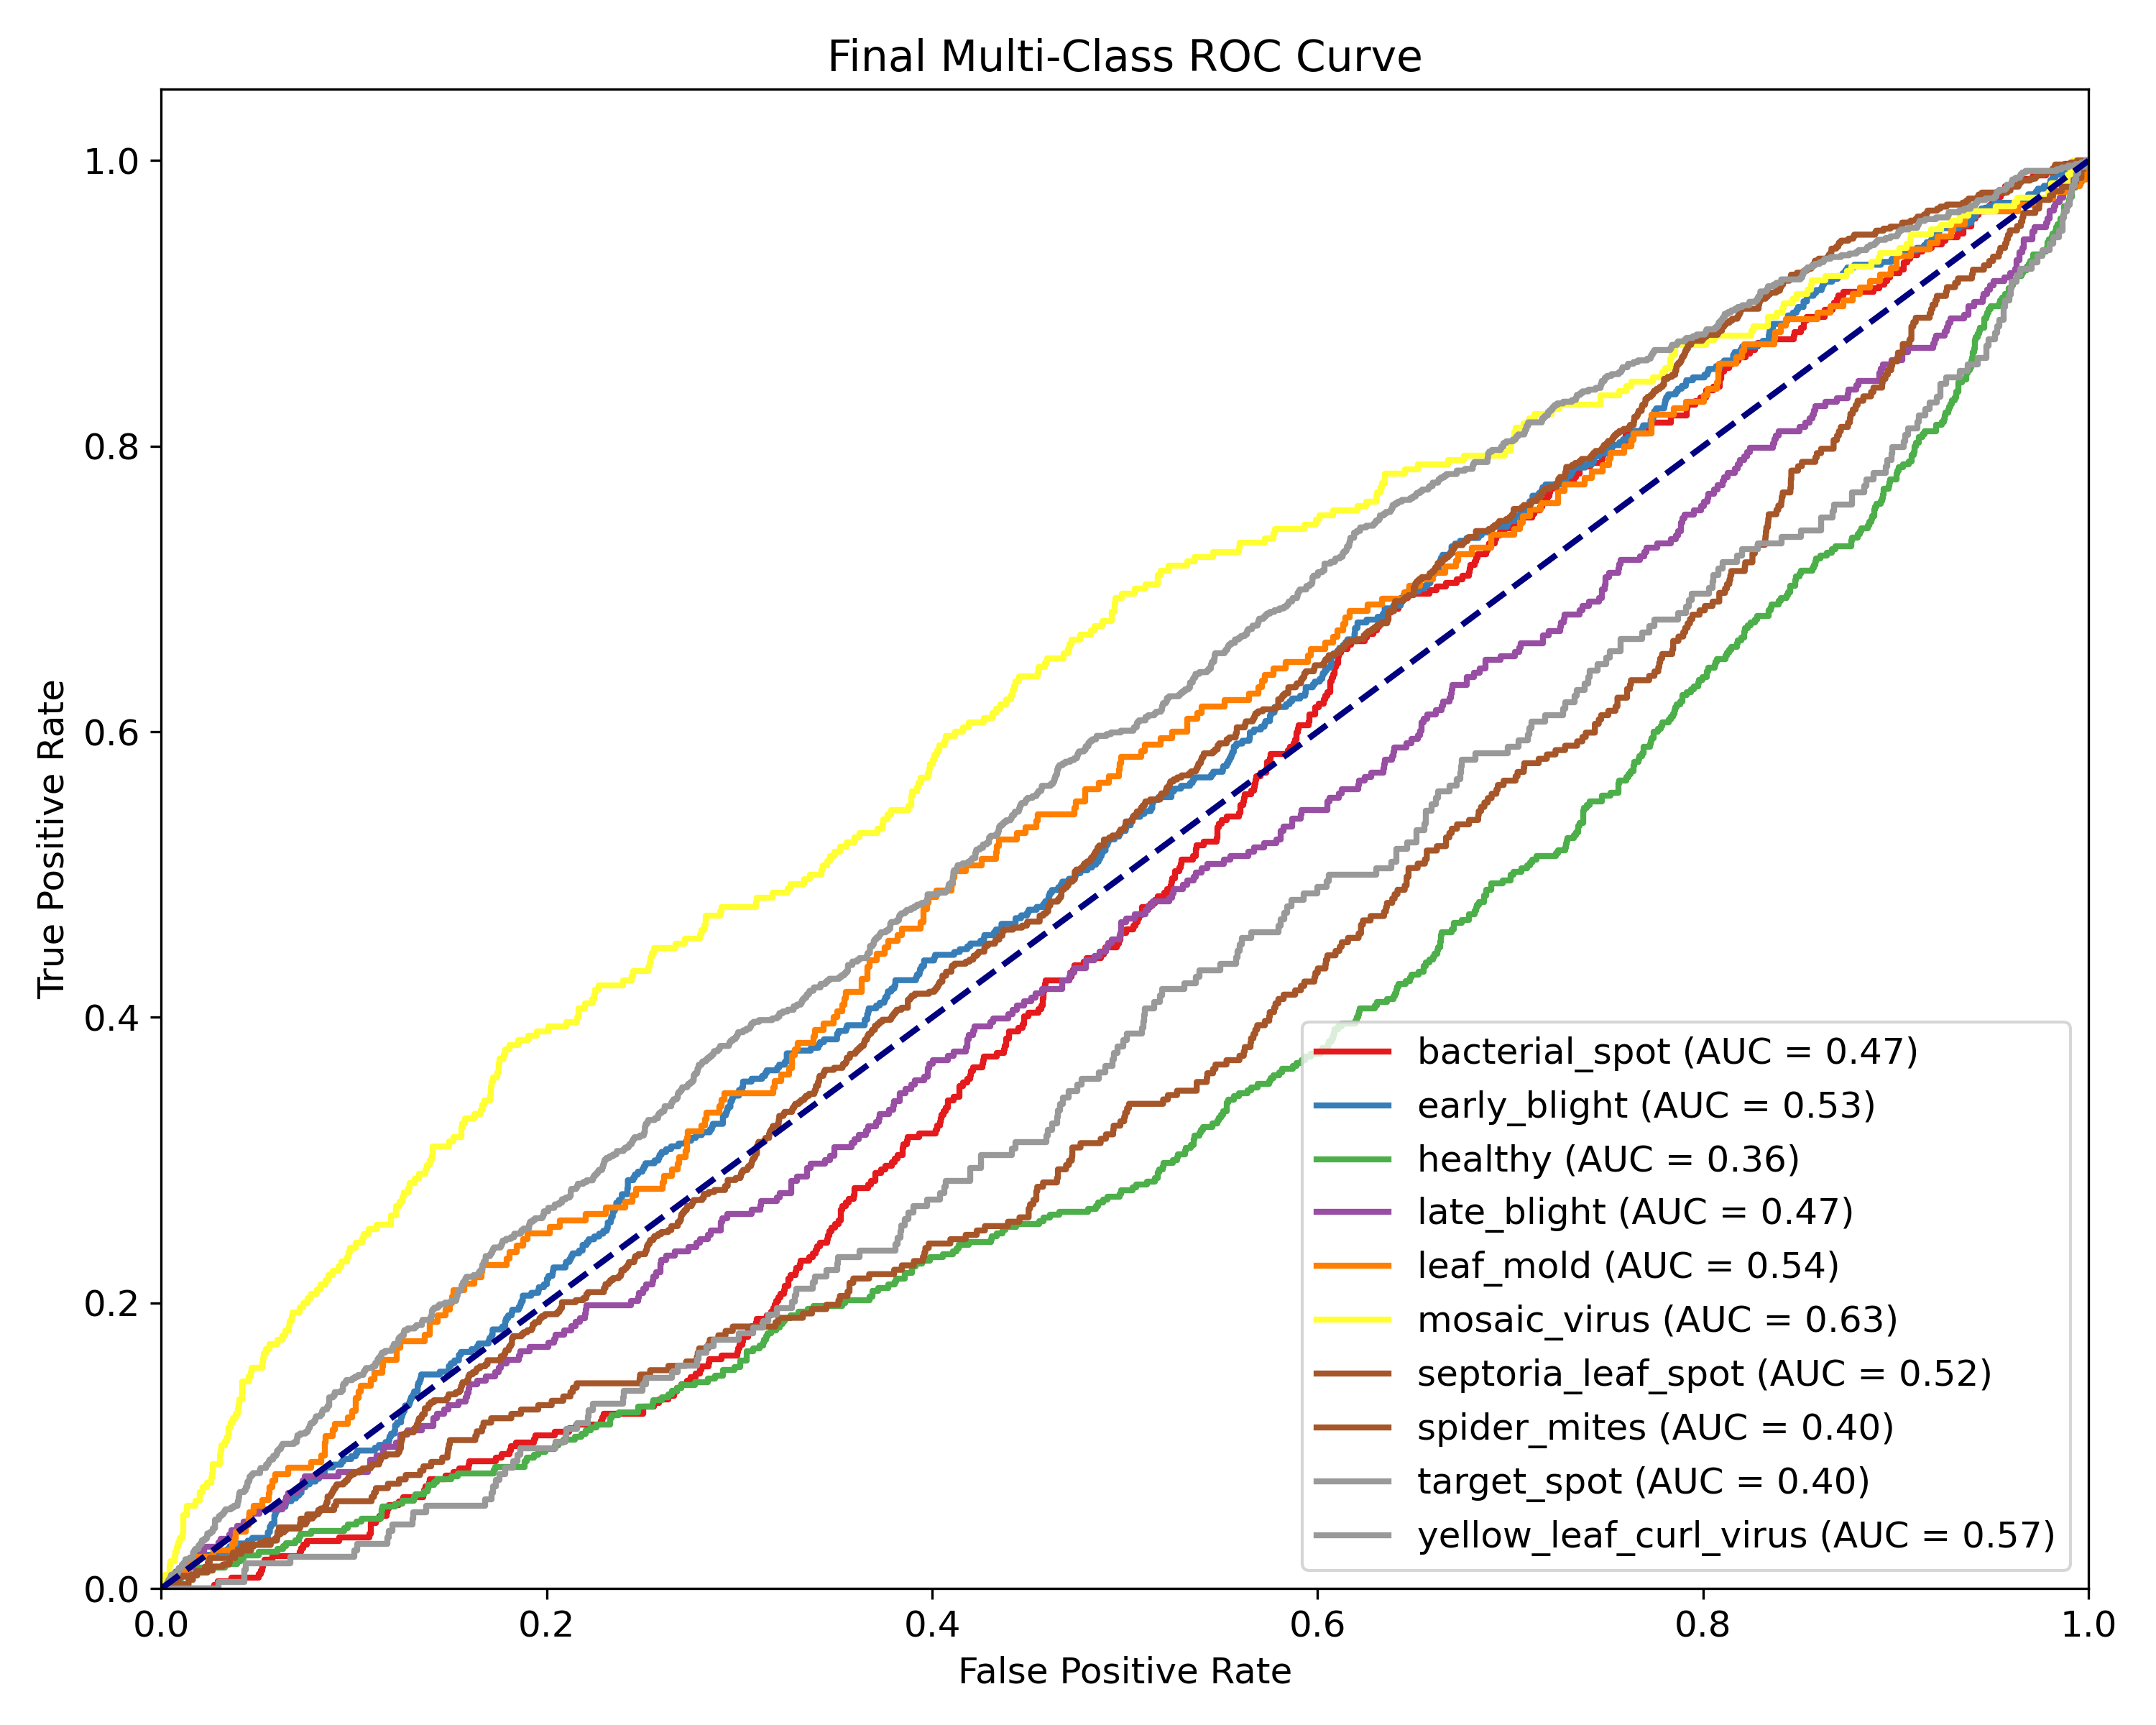 Final Multi-Class ROC Curve
1.0
0.8
0.6
0.4
0.2
0.0
True Positive Rate
bacterial_spot (AUC = 0.47)
early_blight (AUC = 0.53)
healthy (AUC = 0.36)
late_blight (AUC = 0.47)
leaf_mold (AUC = 0.54)
mosaic_virus (AUC = 0.63)
septoria_leaf_spot (AUC = 0.52)
spider_mites (AUC = 0.40)
target_spot (AUC = 0.40)
yellow_leaf_curl_virus (AUC = 0.57)
0.0 0.2 0.4 0.6 0.8 1.0
False Positive Rate